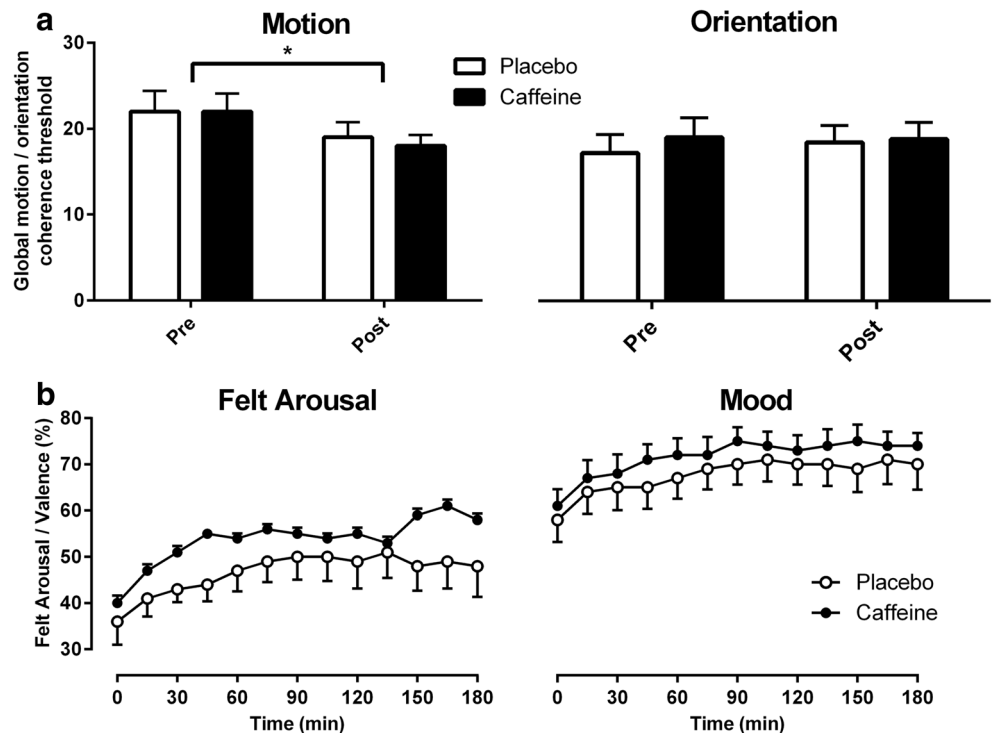 a
Motion
Orientation
Global motion / orientation
coherence threshold
30
20
10
0
*
Placebo
Caffeine
Pre
Post
Pre
Post
b
Felt Arousal
Mood
Felt Arousal / Valence (%)
80
70
60
50
40
30
Placebo
Caffeine
0 30 60 90 120 150 180
Time (min)
0 30 60 90 120 150 180
Time (min)